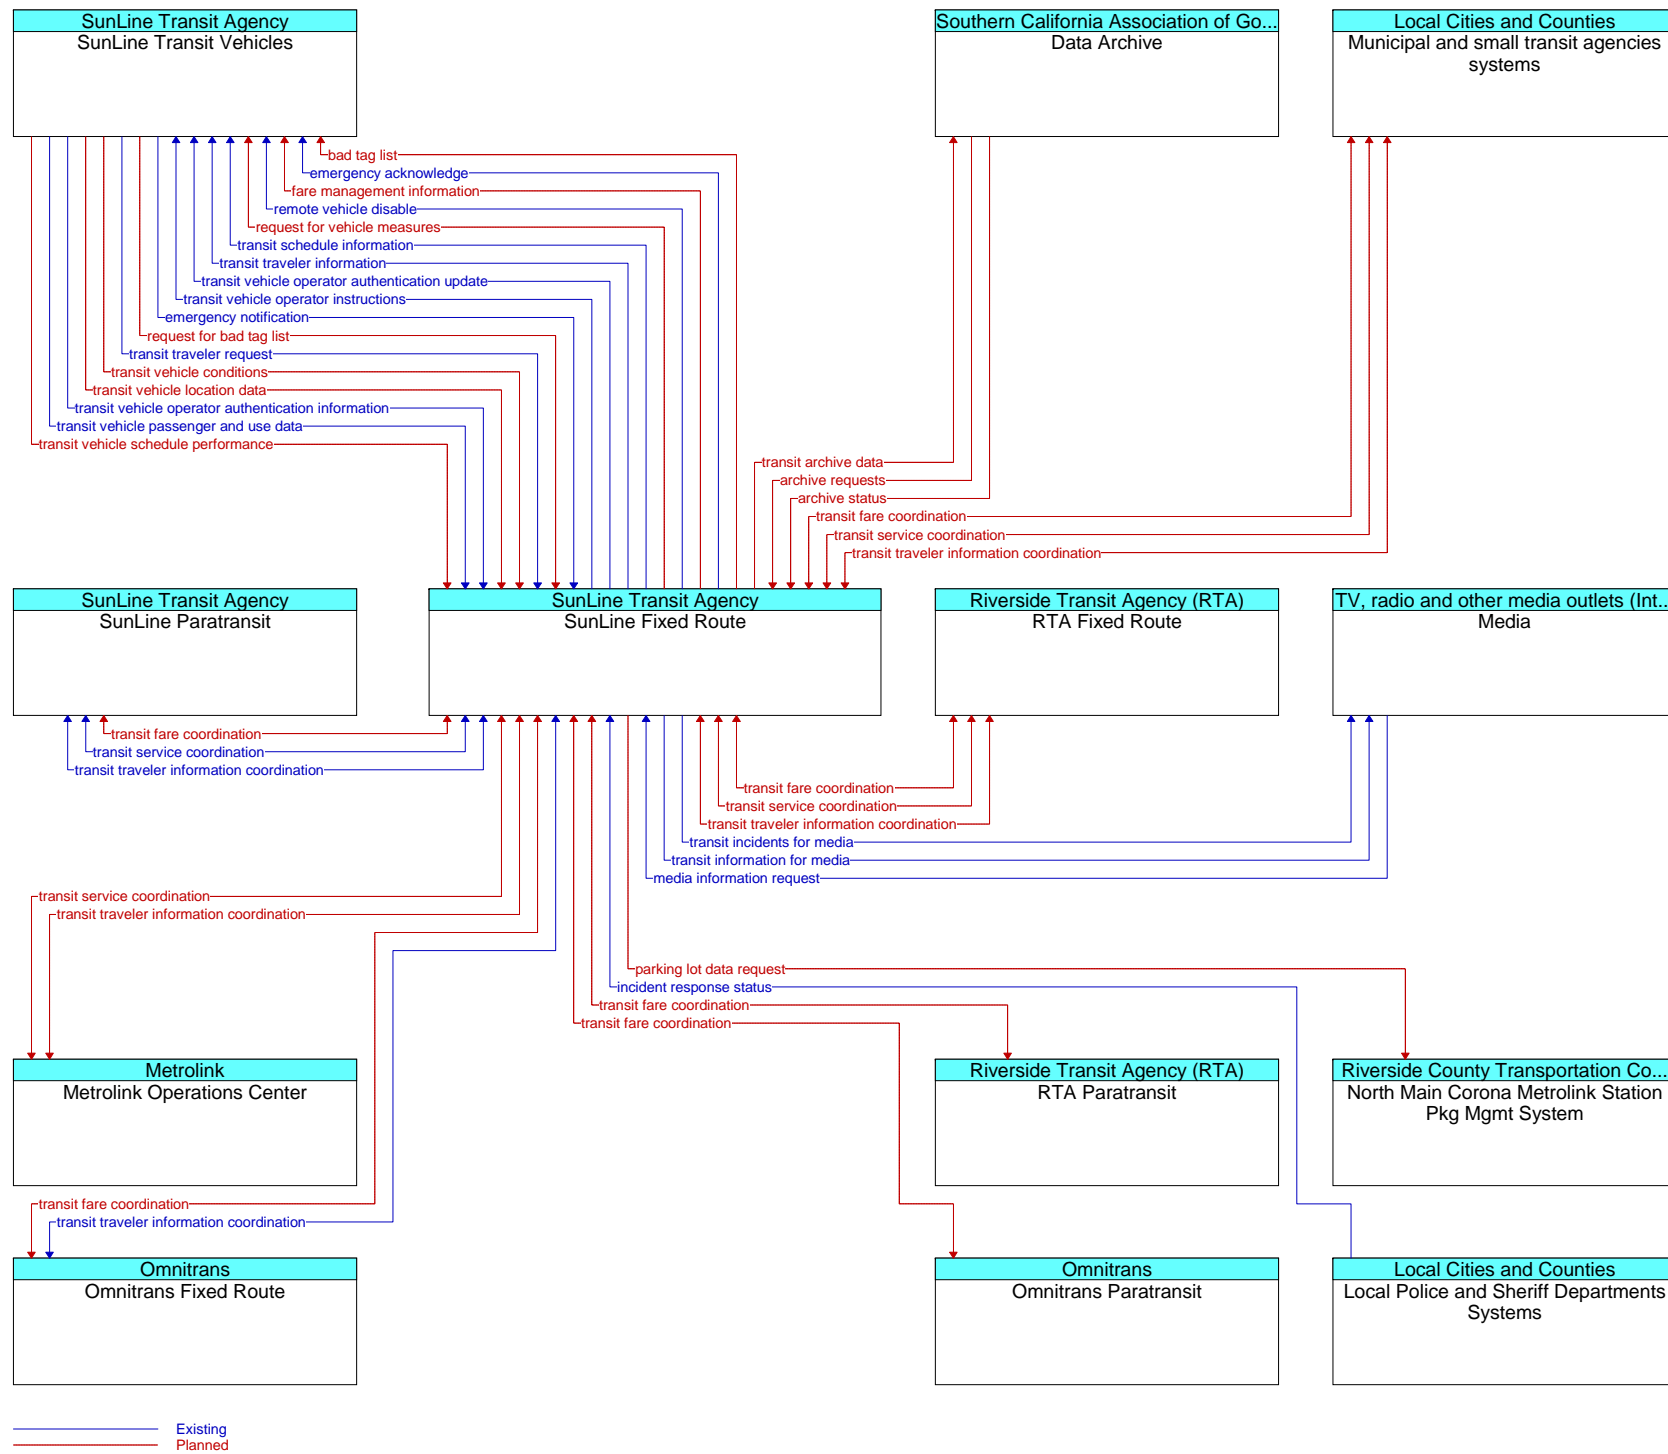 SunLine Transit Agency
SunLine Transit Vehicles
Southern California Association of Go...
Data Archive
Local Cities and Counties
Municipal and small transit agencies
systems
bad tag list
emergency acknowledge
fare management information
remote vehicle disable
request for vehicle measures
transit schedule information
transit traveler information
transit vehicle operator authentication update
transit vehicle operator instructions
emergency notification
request for bad tag list
transit traveler request
transit vehicle conditions
transit vehicle location data
transit vehicle operator authentication information
transit vehicle passenger and use data
transit vehicle schedule performance
transit archive data
archive requests
archive status
transit fare coordination
transit service coordination
transit traveler information coordination
SunLine Transit Agency
SunLine Paratransit
SunLine Transit Agency
SunLine Fixed Route
Riverside Transit Agency (RTA)
RTA Fixed Route
TV, radio and other media outlets (Int...
Media
transit fare coordination
transit service coordination
transit traveler information coordination
transit fare coordination
transit service coordination
transit traveler information coordination
transit incidents for media
transit information for media
media information request
transit service coordination
transit traveler information coordination
parking lot data request
incident response status
transit fare coordination
transit fare coordination
Metrolink
Metrolink Operations Center
Riverside Transit Agency (RTA)
RTA Paratransit
Riverside County Transportation Co...
North Main Corona Metrolink Station
Pkg Mgmt System
transit fare coordination
transit traveler information coordination
Omnitrans
Omnitrans Fixed Route
Omnitrans
Omnitrans Paratransit
Local Cities and Counties
Local Police and Sheriff Departments
Systems
Existing
Planned